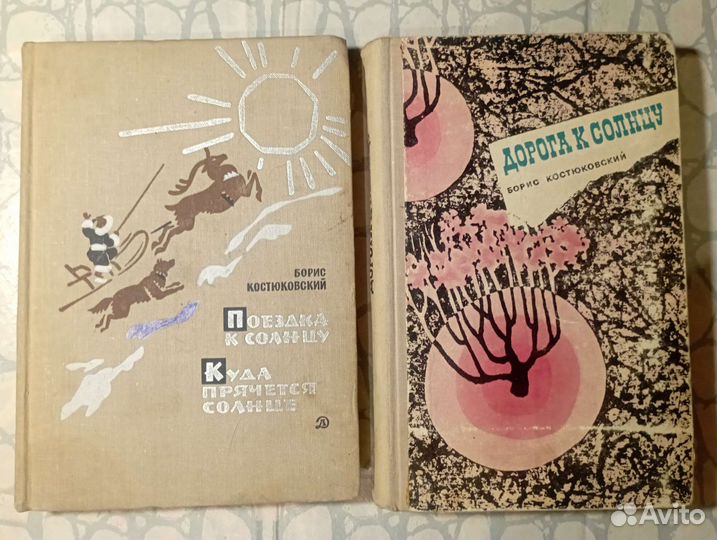 БОРИС
КОСТЮКОВСКИЙ
ПОЕЗДКА
К СОЛНЦУ
КУДА
ПРЯЧЕТСЯ
СОЛНЦЕ
Д
ДОРОГА К СОЛНЦУ
БОРИС КОСТЮКОВСКИЙ
Avito